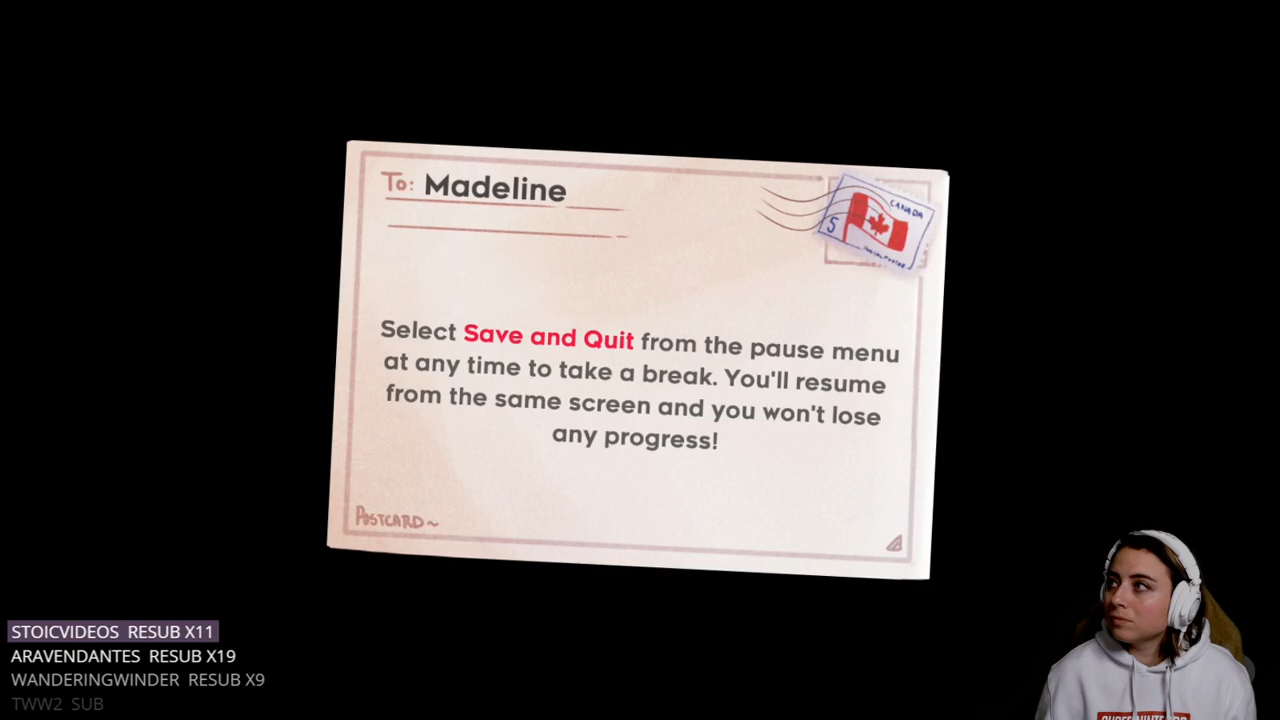 To: Madeline
CANADA
5
Select Save and Quit from the pause menu
at any time to take a break. You'll resume
from the same screen and you won't lose
any progress!
POSTCARD~
STOICVIDEOS RESUB X11
ARAVENDANTES RESUB X19
WANDERINGWINDER RESUB X9
TWW2 SUB